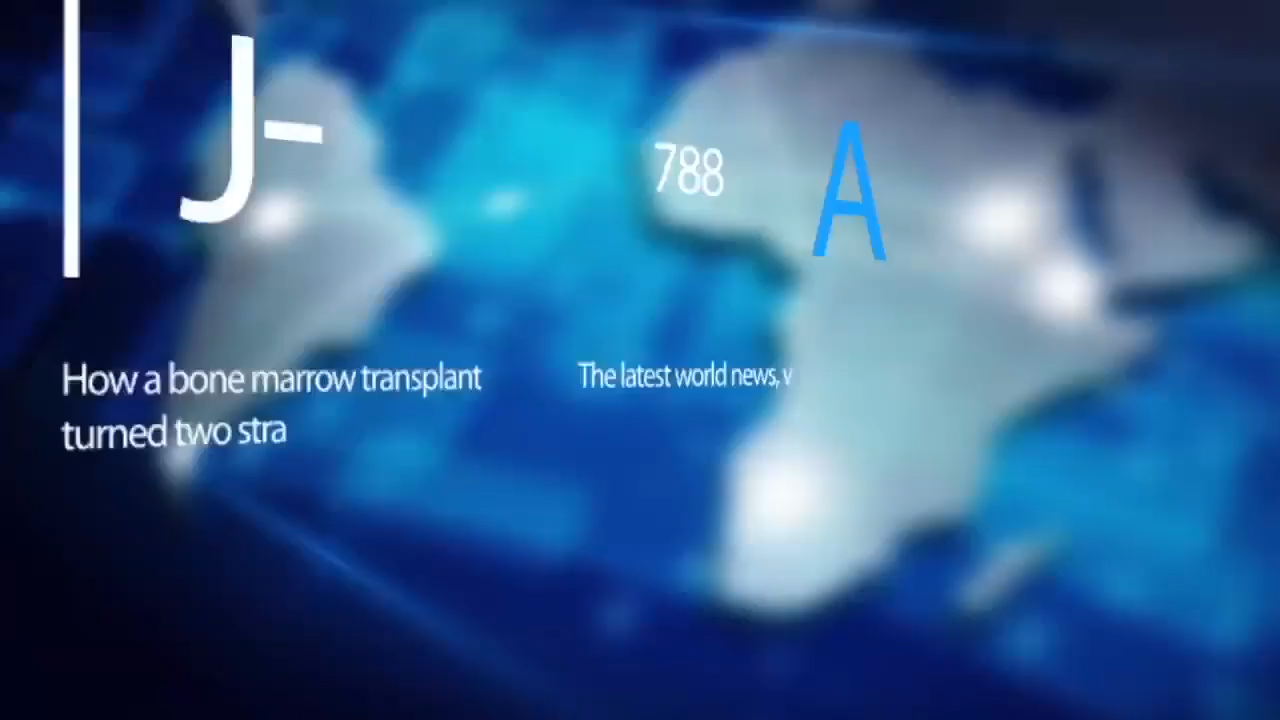 J-
788
A
How a bone marrow transplant
turned two stra
The latest world news, v